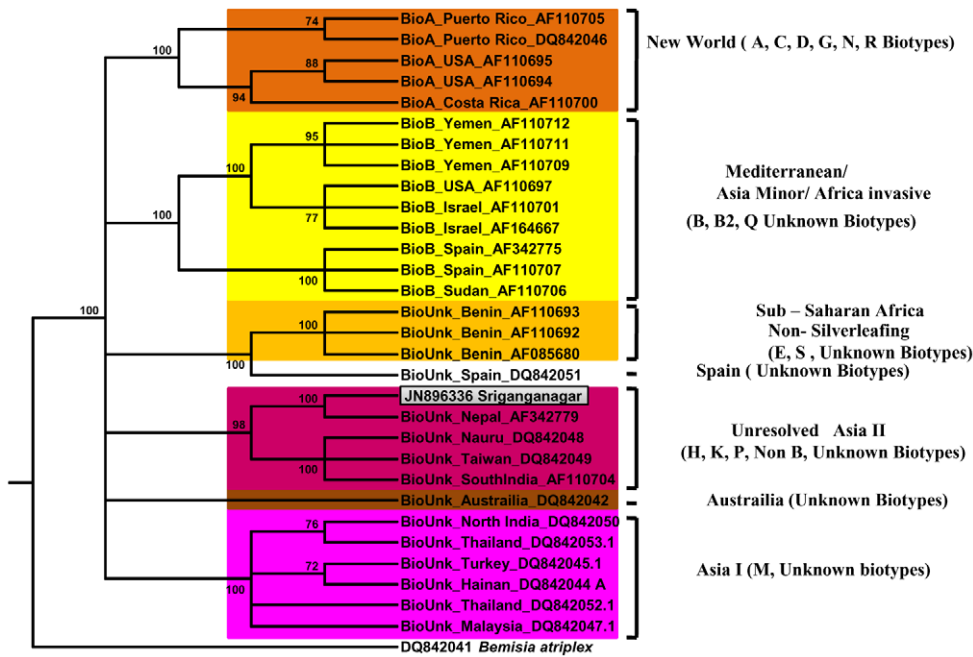 BioA_Puerto Rico_AF110705
BioA_Puerto Rico_DQ842046
BioA_USA_AF110695
BioA_USA_AF110694
BioA_Costa Rica_AF110700
BioB_Yemen_AF110712
BioB_Yemen_AF110711
BioB_Yemen_AF110709
BioB_USA_AF110697
BioB_Israel_AF110701
BioB_Israel_AF164667
BioB_Spain_AF342775
BioB_Spain_AF110707
BioB_Sudan_AF110706
BioUnk_Benin_AF110693
BioUnk_Benin_AF110692
BioUnk_Benin_AF085680
BioUnk_Spain_DQ842051
JN896336 Sriganganagar
BioUnk_Nepal_AF342779
BioUnk_Nauru_DQ842048
BioUnk_Taiwan_DQ842049
BioUnk_SouthIndia_AF110704
BioUnk_Austrailia_DQ842042
BioUnk_North India_DQ842050
BioUnk_Thailand_DQ842053.1
BioUnk_Turkey_DQ842045.1
BioUnk_Hainan_DQ842044 A
BioUnk_Thailand_DQ842052.1
BioUnk_Malaysia_DQ842047.1
DQ842041 Bemisia atriplex
74
100
88
94
95
100
100
77
100
100
100
100
100
98
100
76
72
100
New World ( A, C, D, G, N, R Biotypes)
Mediterranean/
Asia Minor/ Africa invasive
(B, B2, Q Unknown Biotypes)
Sub – Saharan Africa
Non- Silverleafing
(E, S , Unknown Biotypes)
Spain ( Unknown Biotypes)
Unresolved Asia II
(H, K, P, Non B, Unknown Biotypes)
Austrailia (Unknown Biotypes)
Asia I (M, Unknown biotypes)